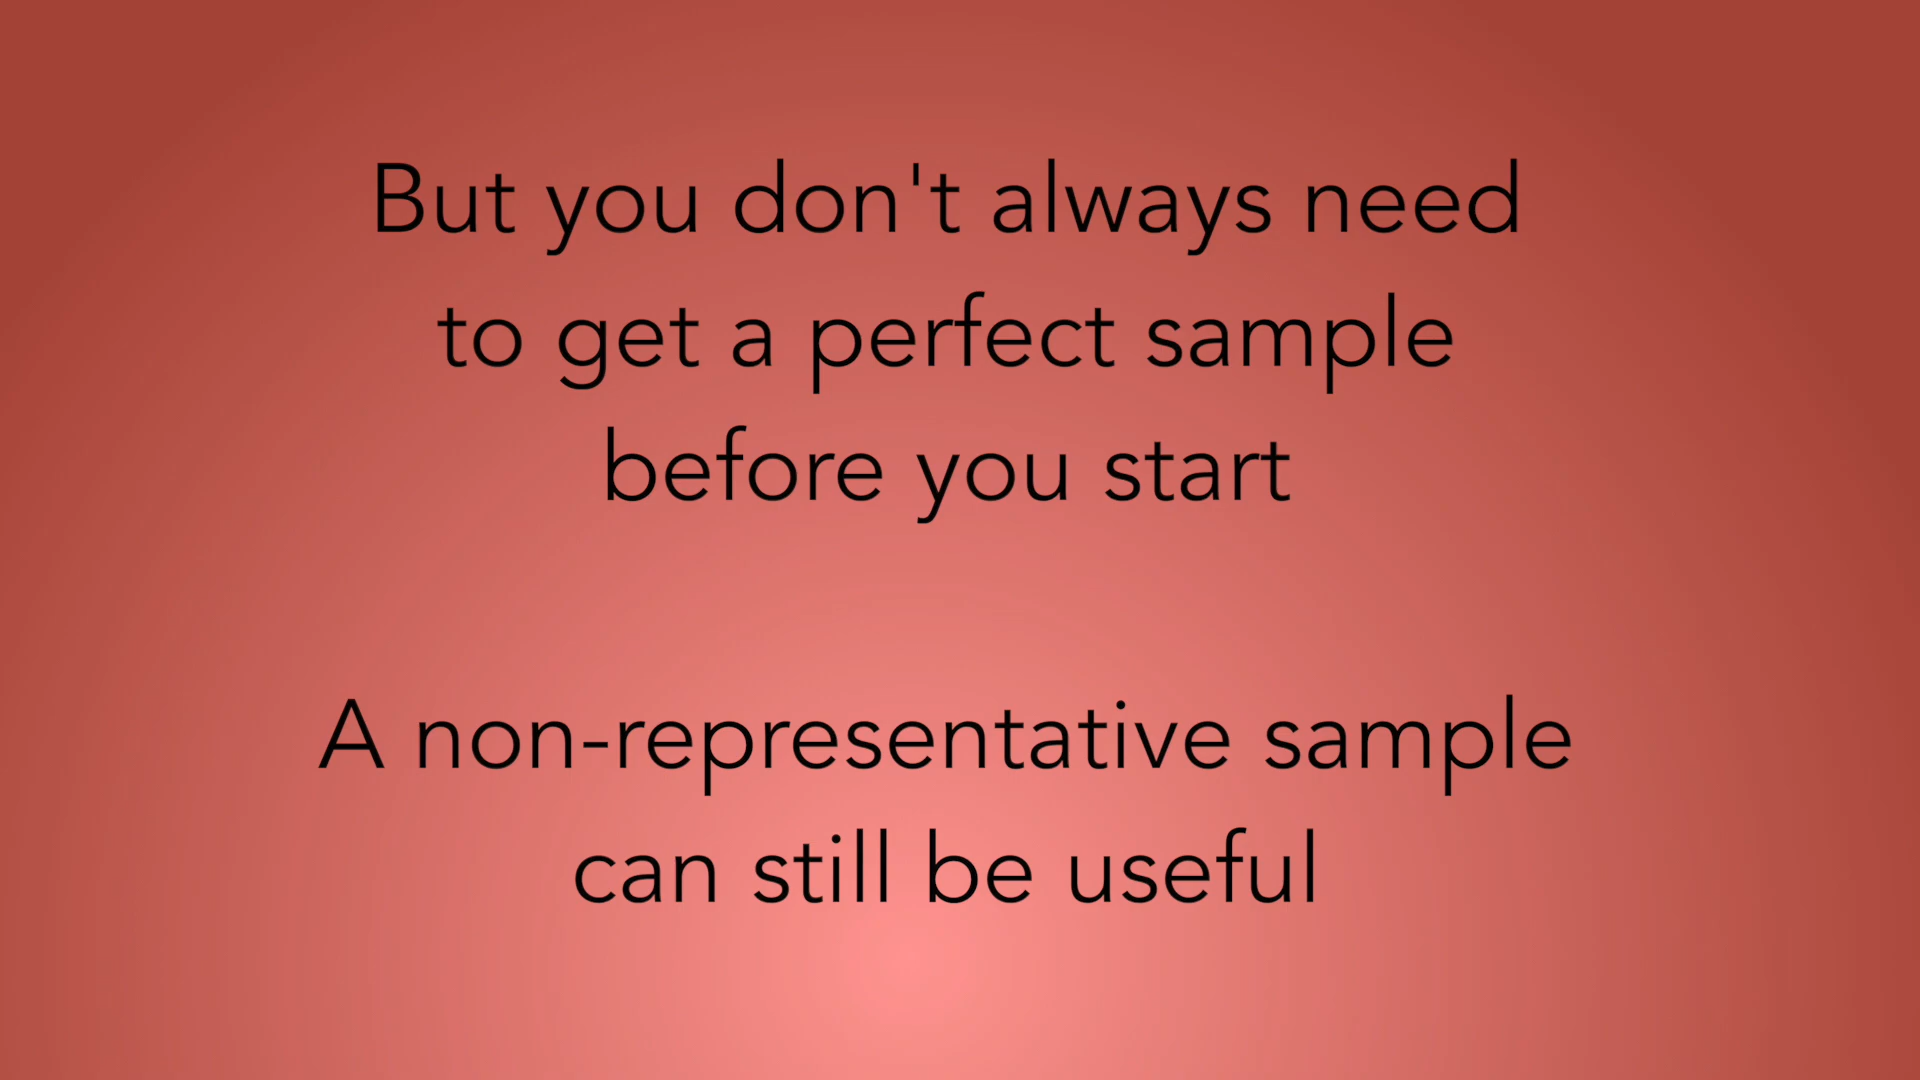 But you don't always need
to get a perfect sample
before you start
A non-representative sample
can still be useful